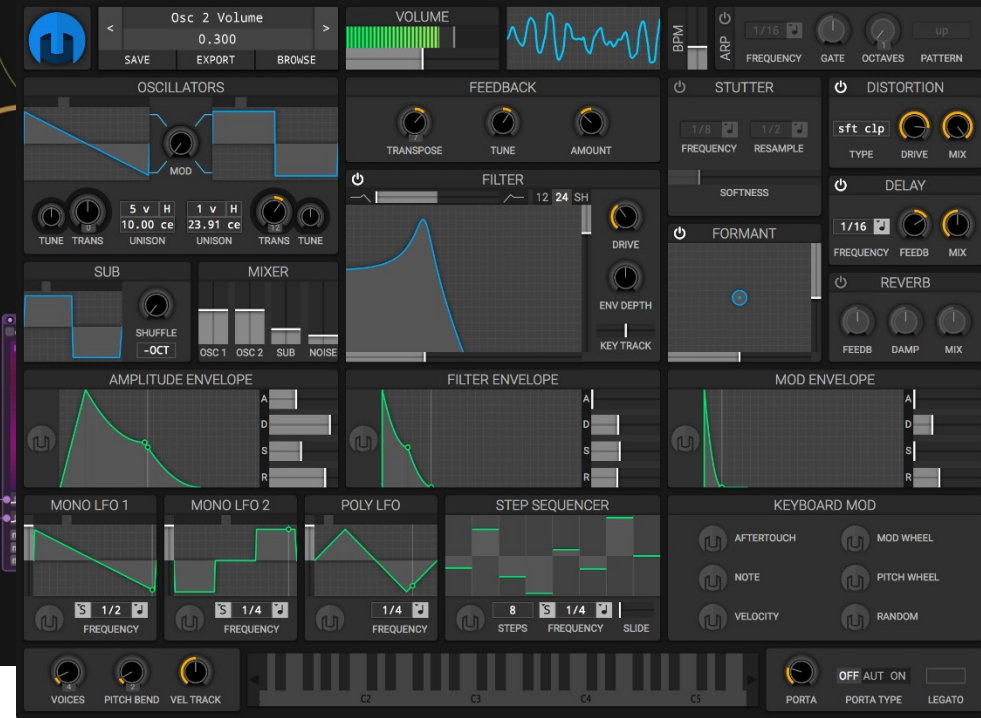 < Osc 2 Volume >
0.300
SAVE EXPORT BROWSE
VOLUME
BPM
ARP
1/16
up
FREQUENCY GATE OCTAVES PATTERN
1
OSCILLATORS
MOD
5 v H
10.00 ce
1 v H
23.91 ce
0
12
TUNE TRANS UNISON UNISON TRANS TUNE
FEEDBACK
7
TRANSPOSE TUNE AMOUNT
STUTTER
1/8 1/2
FREQUENCY RESAMPLE
SOFTNESS
DISTORTION
sft clp
TYPE DRIVE MIX
FILTER
12 24 SH
DRIVE
ENV DEPTH
KEY TRACK
DELAY
1/16
FREQUENCY FEEDB MIX
FORMANT
REVERB
FEEDB DAMP MIX
SUB
SHUFFLE
-OCT
MIXER
OSC 1 OSC 2 SUB NOISE
AMPLITUDE ENVELOPE
A
D
S
R
FILTER ENVELOPE
A
D
S
R
MOD ENVELOPE
A
D
S
R
MONO LFO 1
S 1/2
FREQUENCY
MONO LFO 2
S 1/4
FREQUENCY
POLY LFO
1/4
FREQUENCY
STEP SEQUENCER
8 S 1/4
STEPS FREQUENCY SLIDE
KEYBOARD MOD
AFTERTOUCH MOD WHEEL
NOTE PITCH WHEEL
VELOCITY RANDOM
4 2
VOICES PITCH BEND VEL TRACK
C2 C3 C4 C5
OFF AUT ON
PORTA PORTA TYPE LEGATO